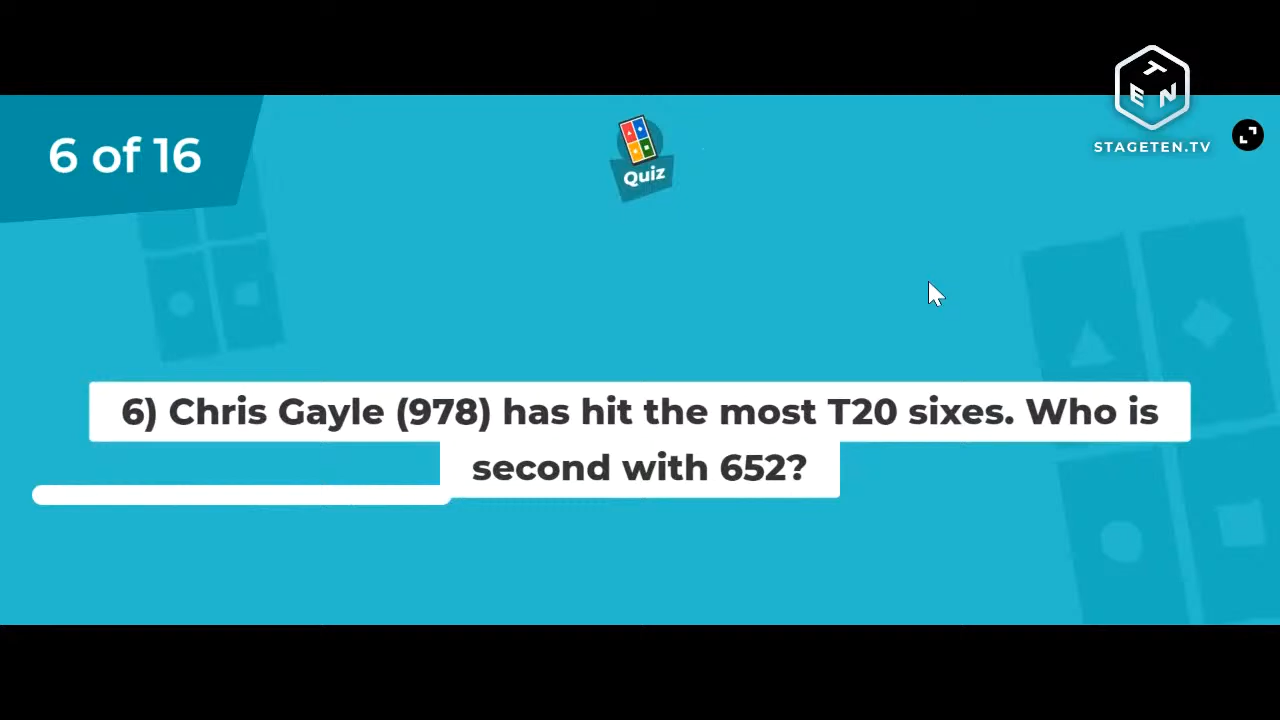 TEN
STAGETEN.TV
6 of 16
Quiz
6) Chris Gayle (978) has hit the most T20 sixes. Who is
second with 652?